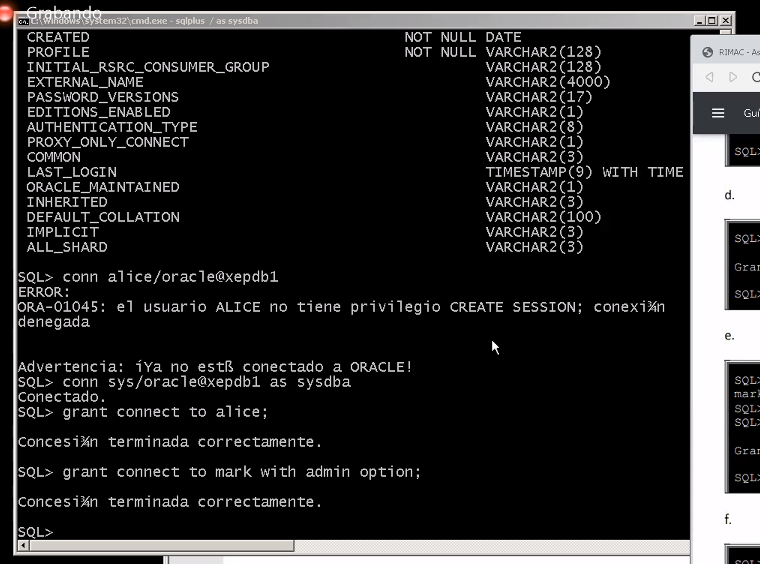 Grabando
C:\Windows\system32\cmd.exe - sqlplus / as sysdba
CREATED NOT NULL DATE
PROFILE NOT NULL VARCHAR2(128)
INITIAL_RSRC_CONSUMER_GROUP VARCHAR2(128)
EXTERNAL_NAME VARCHAR2(4000)
PASSWORD_VERSIONS VARCHAR2(17)
EDITIONS_ENABLED VARCHAR2(1)
AUTHENTICATION_TYPE VARCHAR2(8)
PROXY_ONLY_CONNECT VARCHAR2(1)
COMMON VARCHAR2(3)
LAST_LOGIN TIMESTAMP(9) WITH TIME
ORACLE_MAINTAINED VARCHAR2(1)
INHERITED VARCHAR2(3)
DEFAULT_COLLATION VARCHAR2(100)
IMPLICIT VARCHAR2(3)
ALL_SHARD VARCHAR2(3)
SQL> conn alice/oracle@xepdb1
ERROR:
ORA-01045: el usuario ALICE no tiene privilegio CREATE SESSION; conexi¾n
denegada
Advertencia: íYa no estß conectado a ORACLE!
SQL> conn sys/oracle@xepdb1 as sysdba
Conectado.
SQL> grant connect to alice;
Concesi¾n terminada correctamente.
SQL> grant connect to mark with admin option;
Concesi¾n terminada correctamente.
SQL>
RIMAC - As
Guí
SQL>
d.
SQL>
Gran
SQL>
e.
SQL>
mark
SQL>
SQL>
Gran
SQL>
f.
SQL>